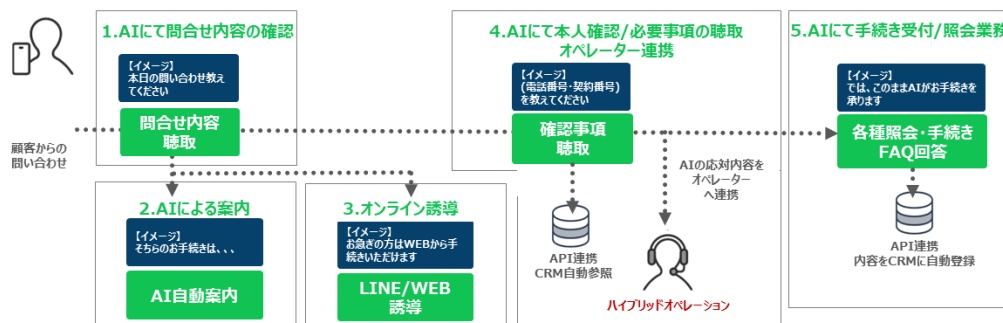 1.AIにて問合せ内容の確認
【イメージ】
本日の問い合わせ教え
てください
問合せ内容
聴取
顧客からの
問い合わせ
2.AIによる案内
【イメージ】
そちらのお手続きは、、、
AI自動案内
3.オンライン誘導
【イメージ】
お急ぎの方はWEBから手
続きいただけます
LINE/WEB
誘導
4.AIにて本人確認/必要事項の聴取
オペレーター連携
【イメージ】
(電話番号・契約番号)
を教えてください
確認事項
聴取
API連携
CRM自動参照
AIの応対内容を
オペレーター
へ連携
ハイブリッドオペレーション
5.AIにて手続き受付/照会業務
【イメージ】
では、このままAIがお手続きを
承ります
各種照会・手続き
FAQ回答
API連携
内容をCRMに自動登録